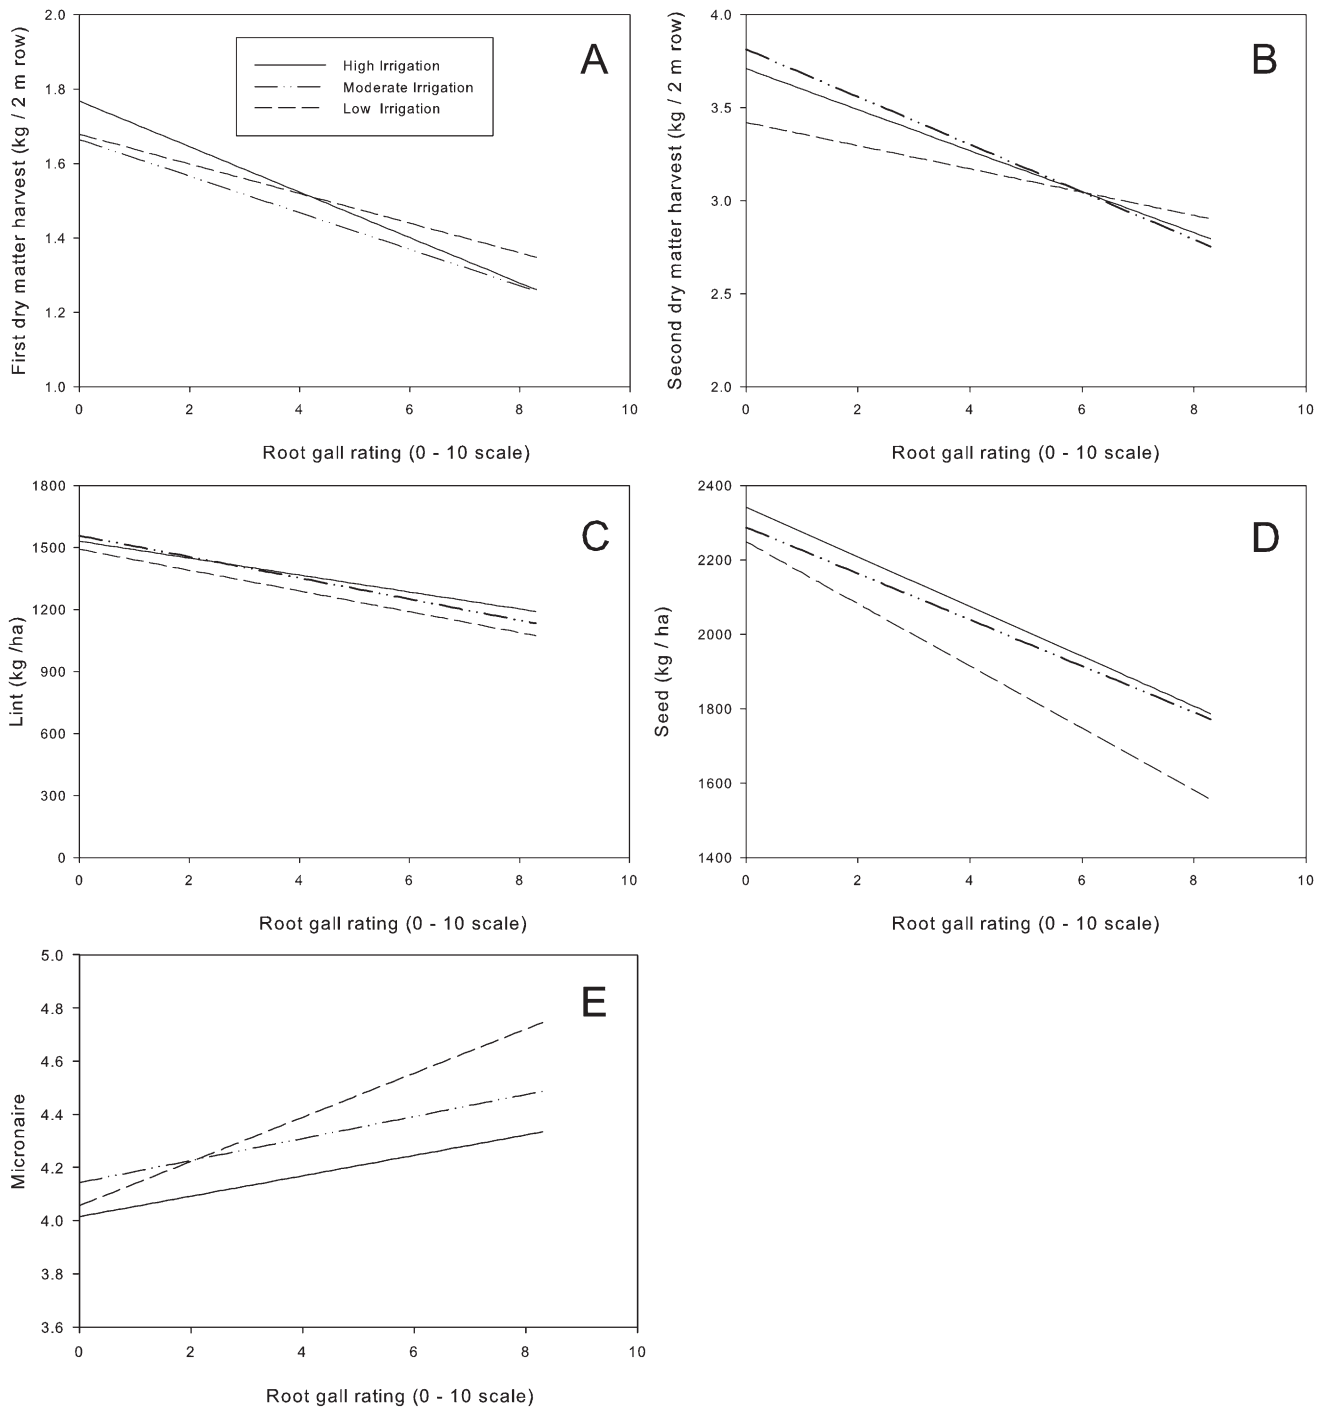 First dry matter harvest (kg / 2 m row)
2.0
1.8
1.6
1.4
1.2
1.0
High Irrigation
Moderate Irrigation
Low Irrigation
A
0 2 4 6 8 10
Root gall rating (0 - 10 scale)
Second dry matter harvest (kg / 2 m row)
4.0
3.5
3.0
2.5
2.0
B
0 2 4 6 8 10
Root gall rating (0 - 10 scale)
Lint (kg /ha)
1800
1500
1200
900
600
300
0
C
0 2 4 6 8 10
Root gall rating (0 - 10 scale)
Seed (kg / ha)
2400
2200
2000
1800
1600
1400
D
0 2 4 6 8 10
Root gall rating (0 - 10 scale)
Micronaire
5.0
4.8
4.6
4.4
4.2
4.0
3.8
3.6
E
0 2 4 6 8 10
Root gall rating (0 - 10 scale)